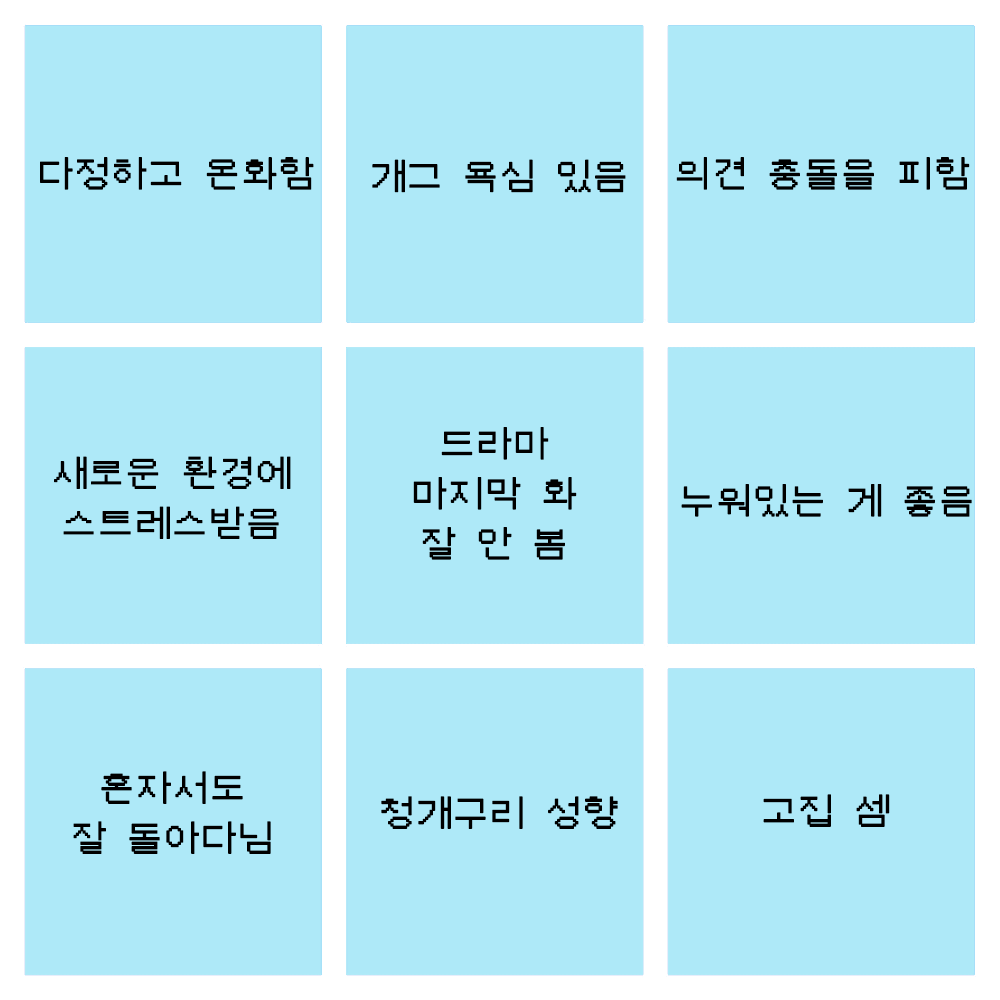 다정하고 온화함
개그 욕심 있음
의견 충돌을 피함
새로운 환경에
스트레스받음
드라마
마지막 화
잘 안 봄
누워있는 게 좋음
혼자서도
잘 돌아다님
청개구리 성향
고집 셈